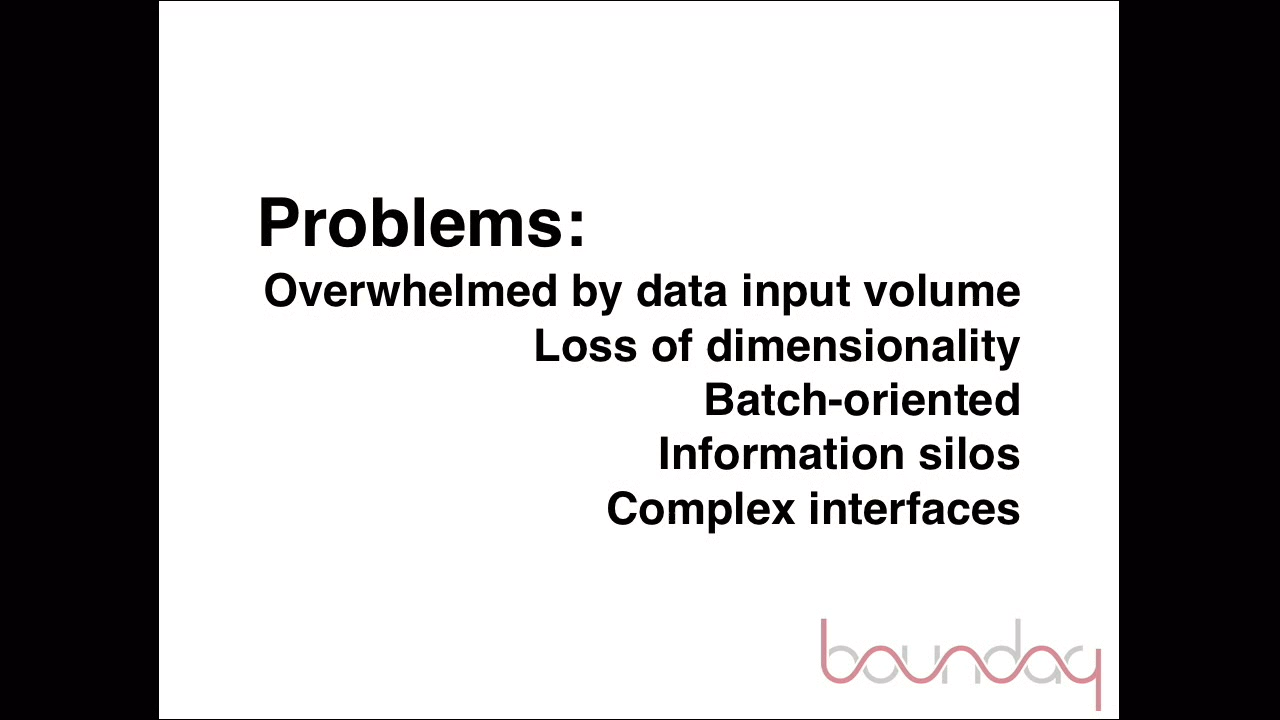 Problems:
Overwhelmed by data input volume
Loss of dimensionality
Batch-oriented
Information silos
Complex interfaces
boundary